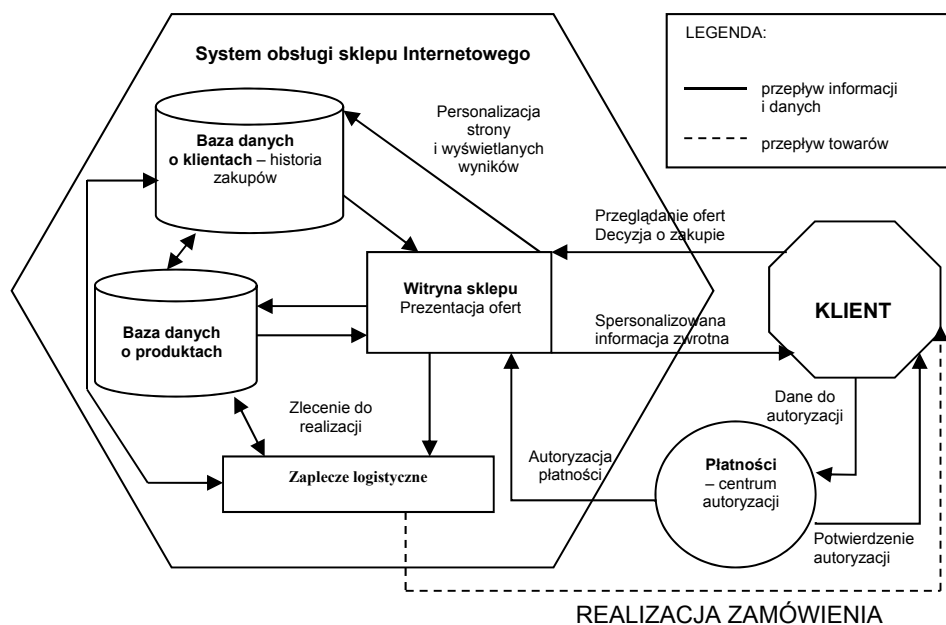 System obsługi sklepu Internetowego
LEGENDA:
przepływ informacji
i danych
przepływ towarów
Personalizacja
strony
i wyświetlanych
wyników
Baza danych
o klientach – historia
zakupów
Przeglądanie ofert
Decyzja o zakupie
Witryna sklepu
Prezentacja ofert
KLIENT
Baza danych
o produktach
Spersonalizowana
informacja zwrotna
Zlecenie do
realizacji
Dane do
autoryzacji
Autoryzacja
płatności
Płatności
– centrum
autoryzacji
Zaplecze logistyczne
Potwierdzenie
autoryzacji
REALIZACJA ZAMÓWIENIA